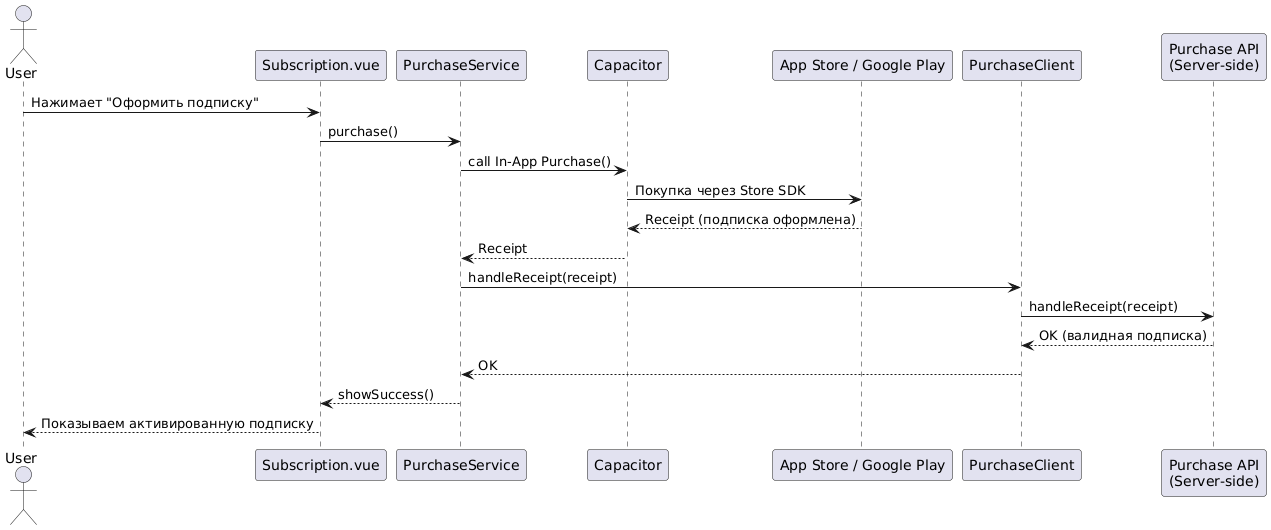 User
Subscription.vue
PurchaseService
Capacitor
App Store / Google Play
PurchaseClient
Purchase API
(Server-side)
Нажимает "Оформить подписку"
purchase()
call In-App Purchase()
Покупка через Store SDK
Receipt (подписка оформлена)
Receipt
handleReceipt(receipt)
handleReceipt(receipt)
OK (валидная подписка)
OK
showSuccess()
Показываем активированную подписку
User
Subscription.vue
PurchaseService
Capacitor
App Store / Google Play
PurchaseClient
Purchase API
(Server-side)